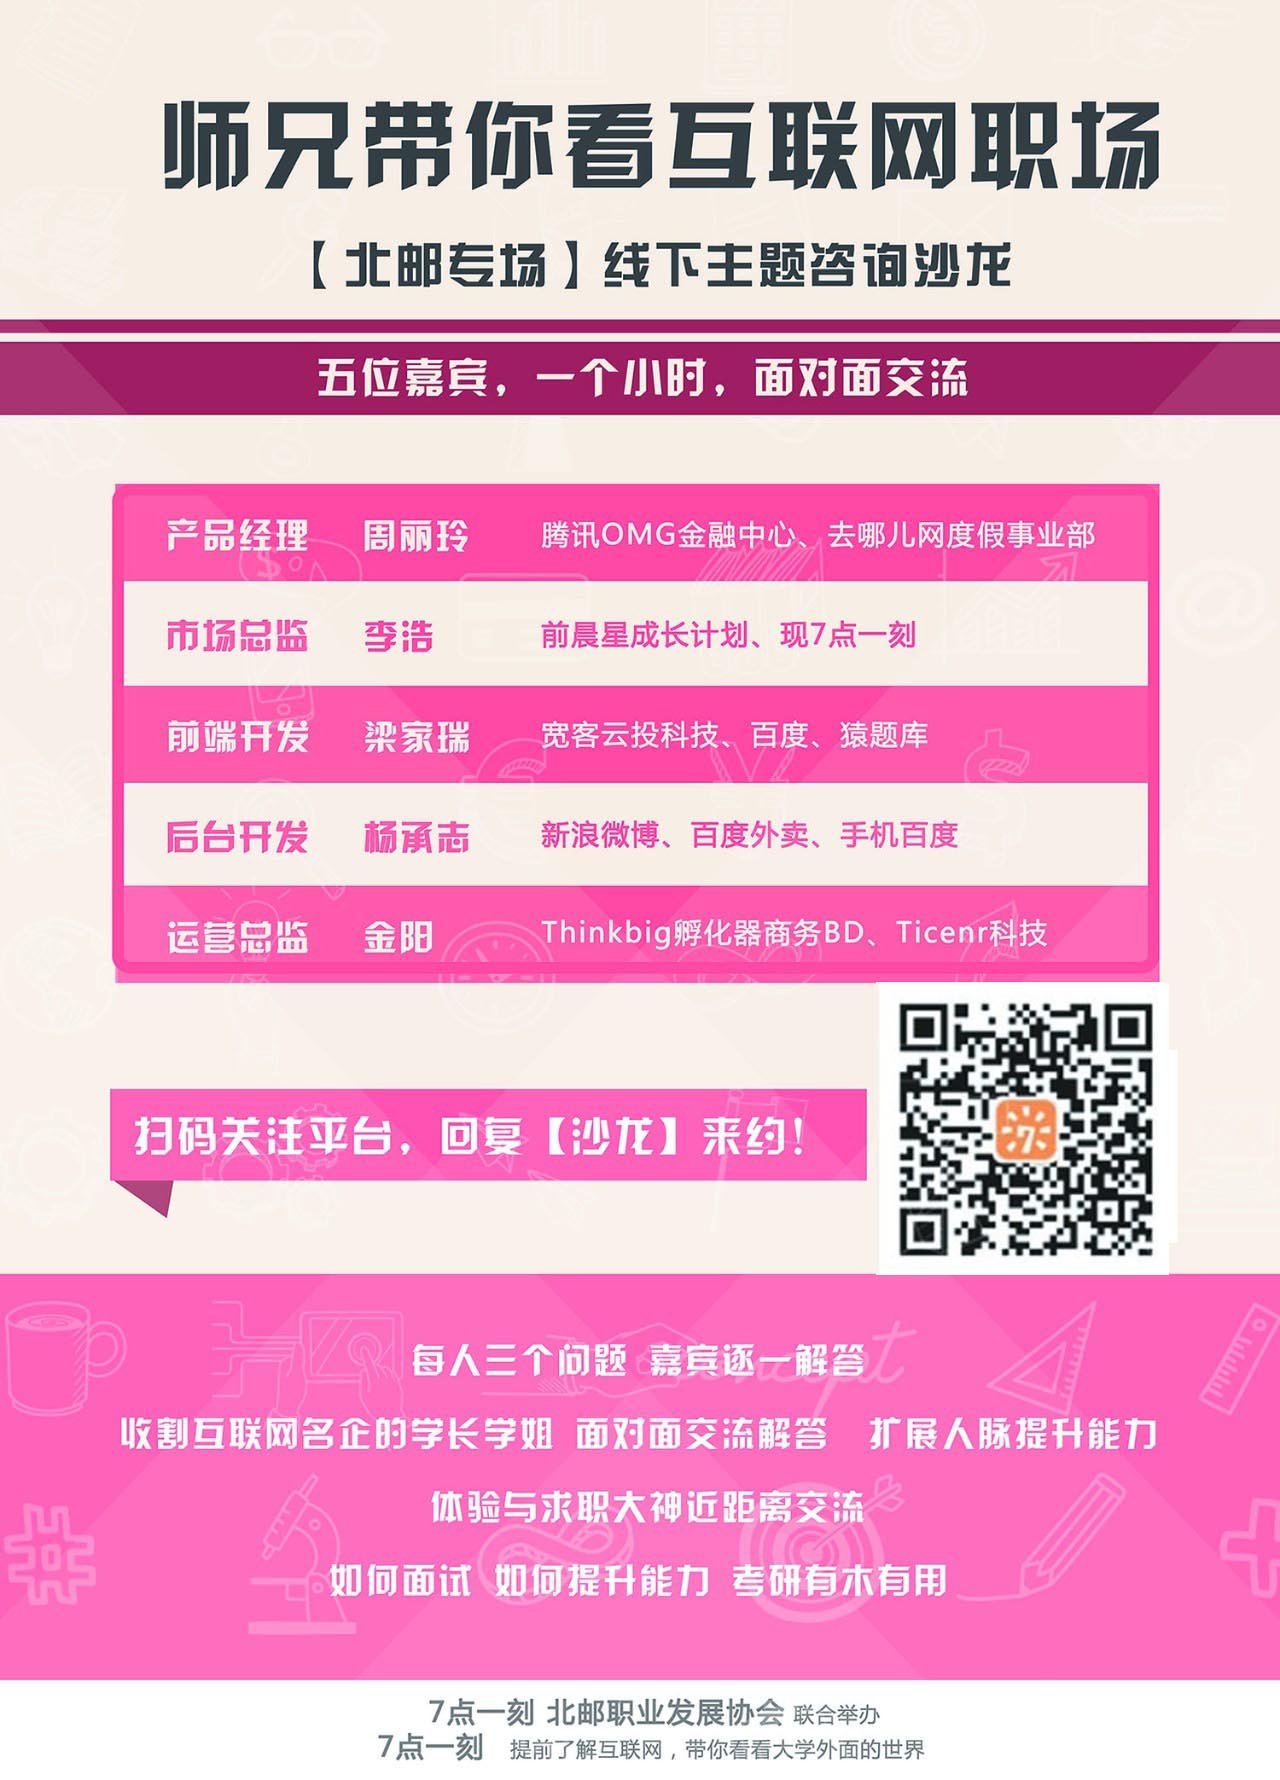 师兄带你看互联网职场
【北邮专场】线下主题咨询沙龙
五位嘉宾，一个小时，面对面交流
产品经理 周丽玲 腾讯OMG金融中心、去哪儿网度假事业部
市场总监 李浩 前晨星成长计划、现7点一刻
前端开发 梁家瑞 宽客云投科技、百度、猿题库
后台开发 杨承志 新浪微博、百度外卖、手机百度
运营总监 金阳 Thinkbig孵化器商务BD、Ticenr科技
扫码关注平台，回复【沙龙】来约！
7
每人三个问题 嘉宾逐一解答
收割互联网名企的学长学姐 面对面交流解答 扩展人脉提升能力
体验与求职大神近距离交流
如何面试 如何提升能力 考研有木有用
7点一刻 北邮职业发展协会 联合举办
7点一刻 提前了解互联网，带你看看大学外面的世界